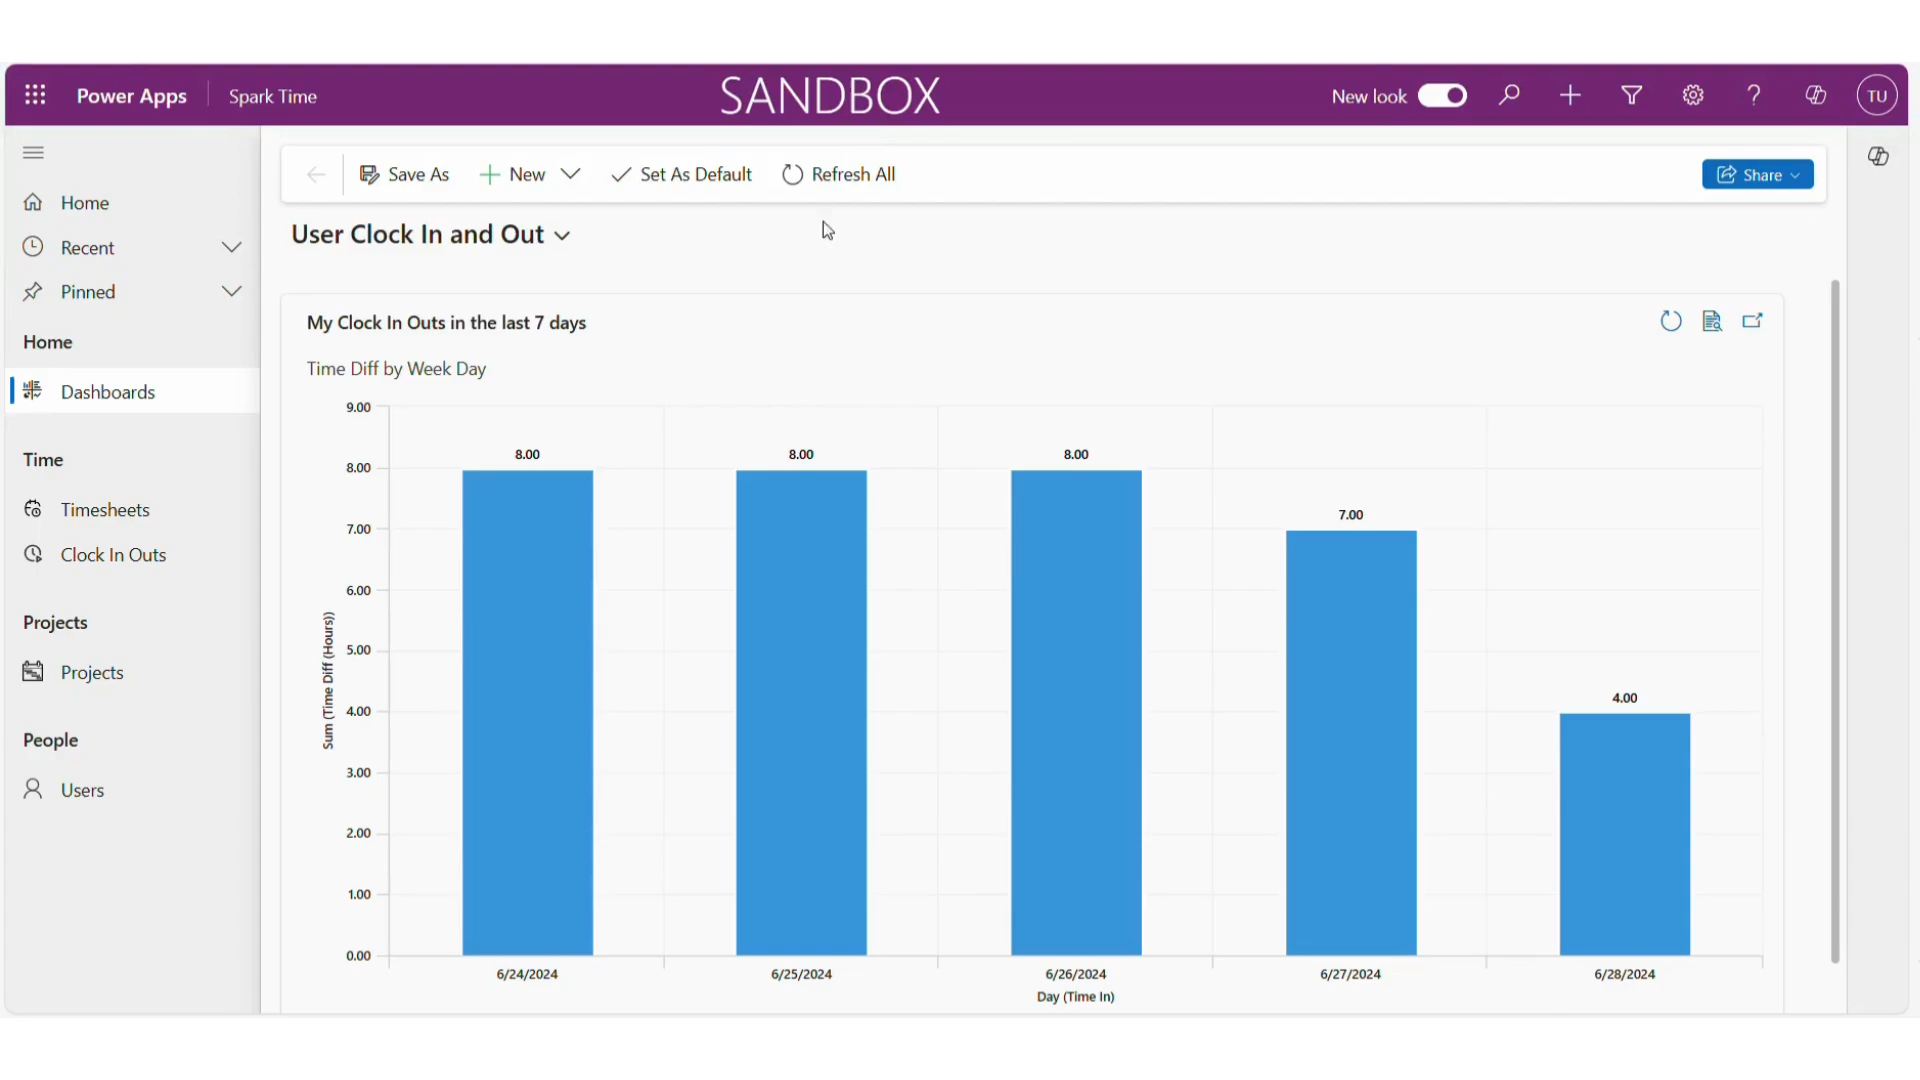 Power Apps
Spark Time
SANDBOX
New look
TU
Home
Recent
Pinned
Home
Dashboards
Time
Timesheets
Clock In Outs
Projects
Projects
People
Users
Save As
New
Set As Default
Refresh All
Share
User Clock In and Out
My Clock In Outs in the last 7 days
Time Diff by Week Day
Sum (Time Diff (Hours))
9.00
8.00
7.00
6.00
5.00
4.00
3.00
2.00
1.00
0.00
8.00
8.00
8.00
7.00
4.00
6/24/2024
6/25/2024
6/26/2024
6/27/2024
6/28/2024
Day (Time In)